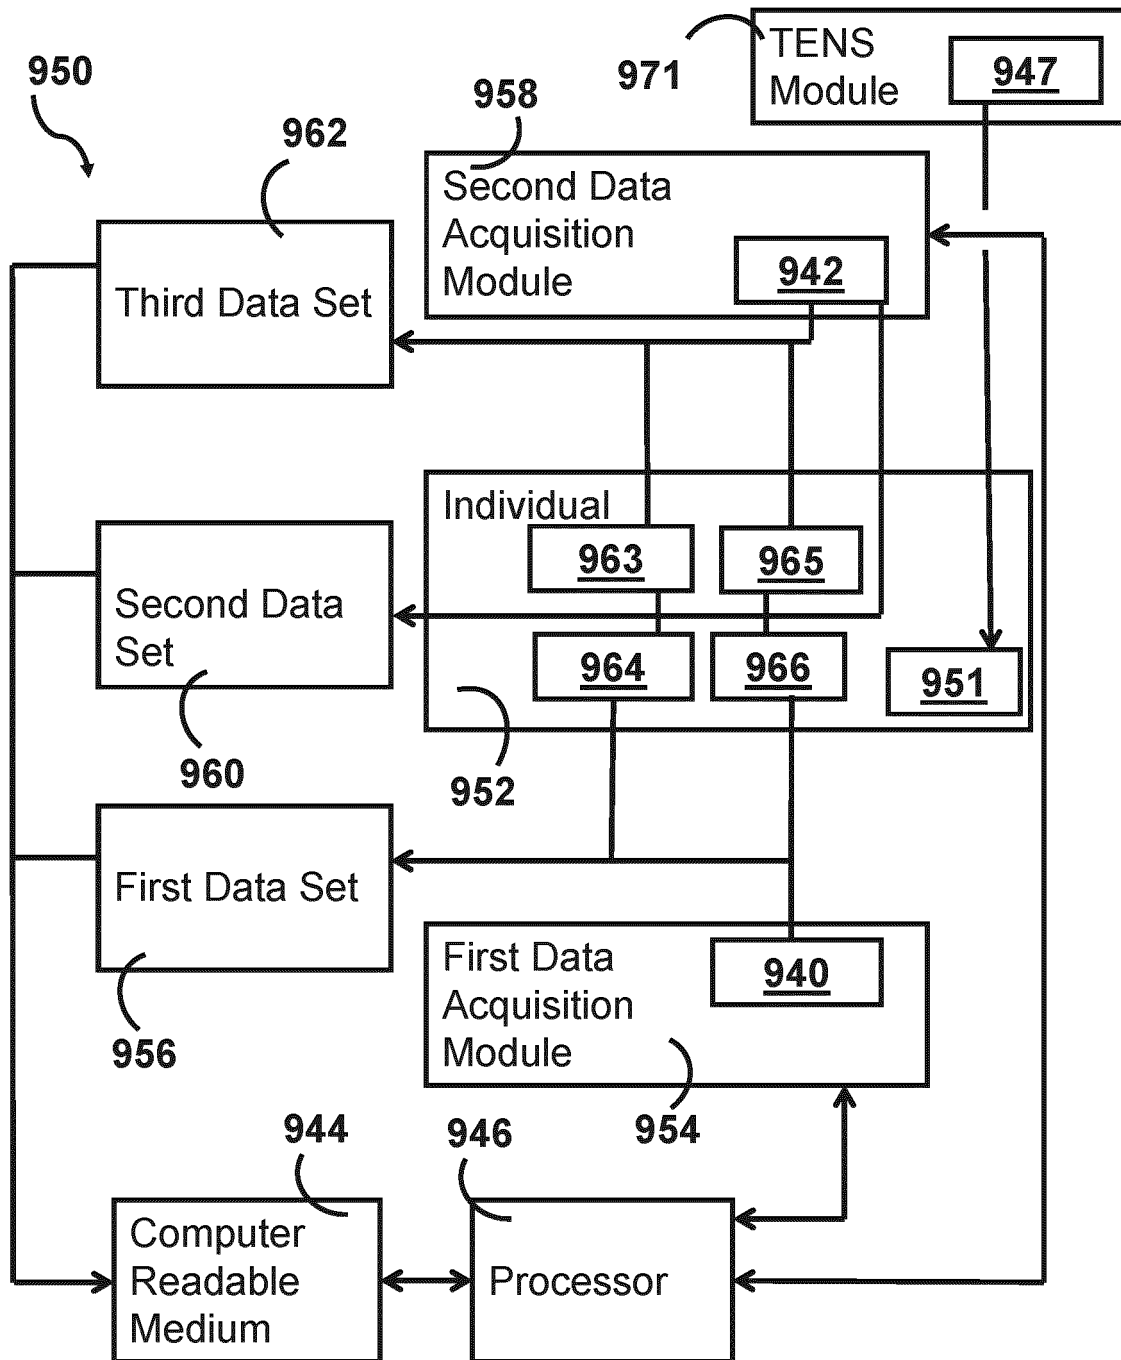 TENS
Module
947
971
950
958
962
Second Data
Acquisition
Module
942
Third Data Set
Individual
963
965
Second Data
Set
964
966
951
960
952
First Data Set
First Data
Acquisition
Module
940
956
954
944
946
Computer
Readable
Medium
Processor